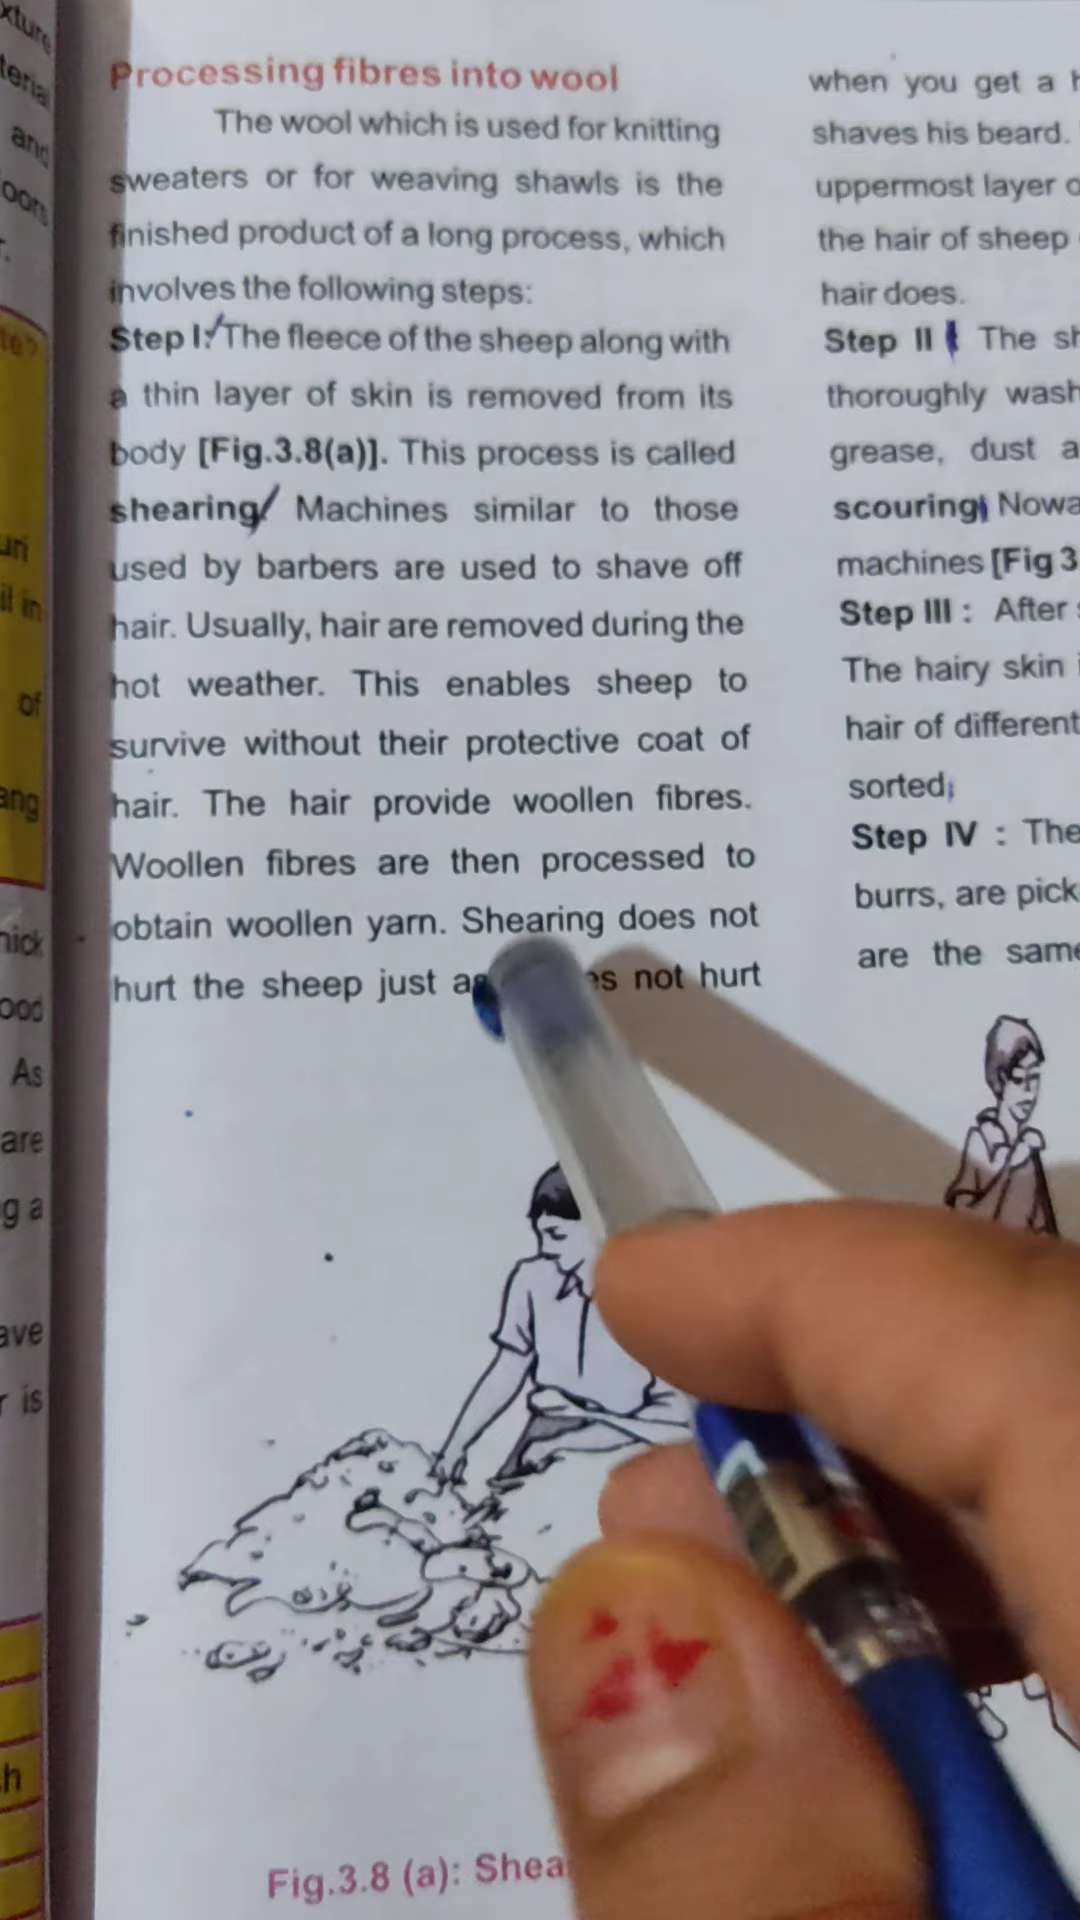 Processing fibres into wool
The wool which is used for knitting
sweaters or for weaving shawls is the
finished product of a long process, which
involves the following steps:
Step I: The fleece of the sheep along with
a thin layer of skin is removed from its
body [Fig.3.8(a)]. This process is called
shearing. Machines similar to those
used by barbers are used to shave off
hair. Usually, hair are removed during the
hot weather. This enables sheep to
survive without their protective coat of
hair. The hair provide woollen fibres.
Woollen fibres are then processed to
obtain woollen yarn. Shearing does not
hurt the sheep just as not hurt
Fig.3.8 (a):
when you get a
shaves his beard.
uppermost layer
the hair of sheep
hair does.
Step II The
thoroughly
grease, dust
scouring
machines [Fig
Step III : After
The hairy skin
hair of different
sorted
Step IV : The
burrs, are
are the same
and
of
As
are
a
is